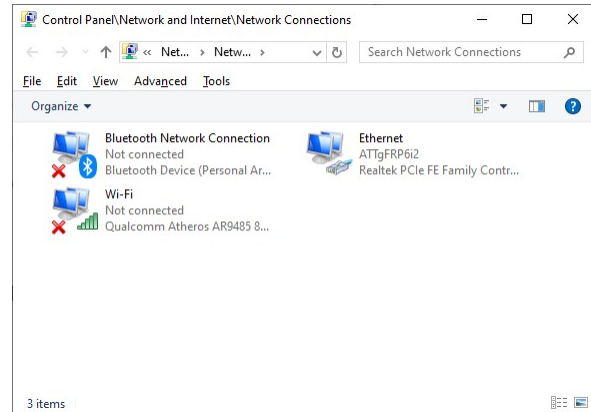 Control Panel\Network and Internet\Network Connections
« Net... > Netw... >
Search Network Connections
File Edit View Advanced Tools
Organize
Bluetooth Network Connection
Not connected
Bluetooth Device (Personal Ar...
Ethernet
ATTgFRP6i2
Realtek PCIe FE Family Contr...
Wi-Fi
Not connected
Qualcomm Atheros AR9485 8...
3 items